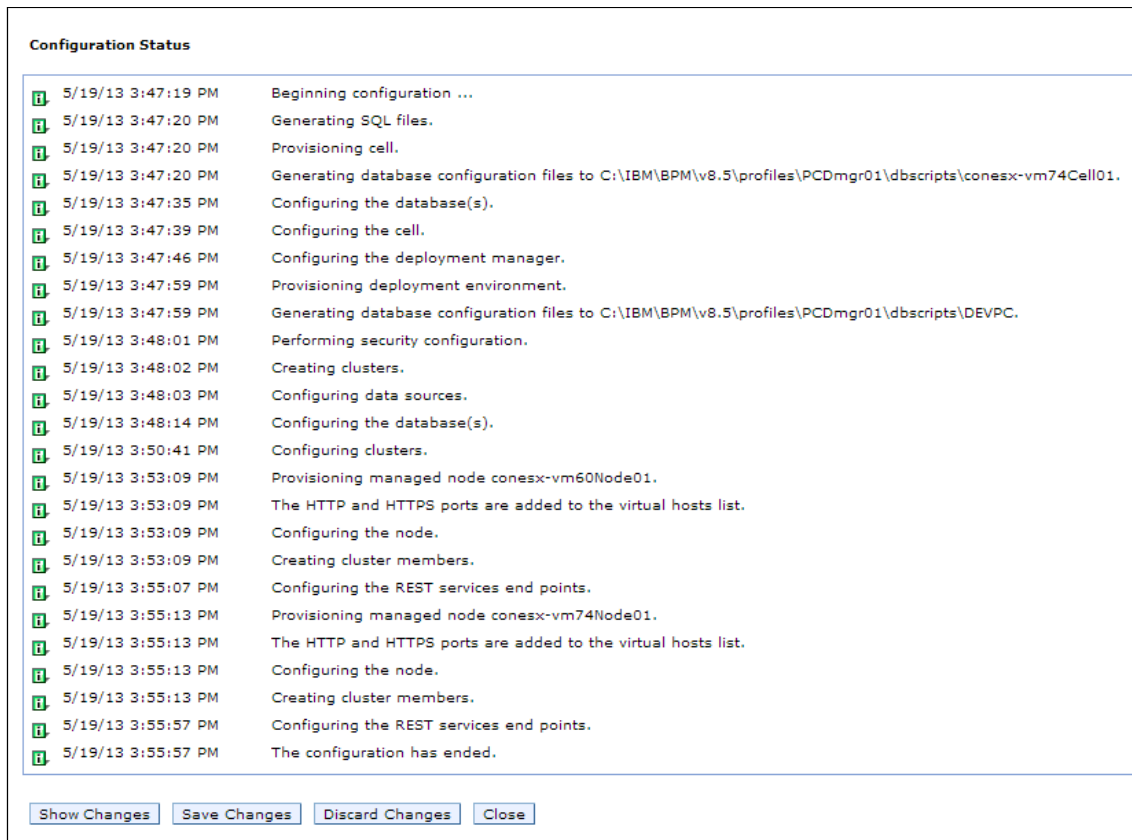 Configuration Status
5/19/13 3:47:19 PM Beginning configuration ...
5/19/13 3:47:20 PM Generating SQL files.
5/19/13 3:47:20 PM Provisioning cell.
5/19/13 3:47:20 PM Generating database configuration files to C:\IBM\BPM\v8.5\profiles\PCDmgr01\dbscripts\conesx-vm74Cell01.
5/19/13 3:47:35 PM Configuring the database(s).
5/19/13 3:47:39 PM Configuring the cell.
5/19/13 3:47:46 PM Configuring the deployment manager.
5/19/13 3:47:59 PM Provisioning deployment environment.
5/19/13 3:47:59 PM Generating database configuration files to C:\IBM\BPM\v8.5\profiles\PCDmgr01\dbscripts\DEVPC.
5/19/13 3:48:01 PM Performing security configuration.
5/19/13 3:48:02 PM Creating clusters.
5/19/13 3:48:03 PM Configuring data sources.
5/19/13 3:48:14 PM Configuring the database(s).
5/19/13 3:50:41 PM Configuring clusters.
5/19/13 3:53:09 PM Provisioning managed node conesx-vm60Node01.
5/19/13 3:53:09 PM The HTTP and HTTPS ports are added to the virtual hosts list.
5/19/13 3:53:09 PM Configuring the node.
5/19/13 3:53:09 PM Creating cluster members.
5/19/13 3:55:07 PM Configuring the REST services end points.
5/19/13 3:55:13 PM Provisioning managed node conesx-vm74Node01.
5/19/13 3:55:13 PM The HTTP and HTTPS ports are added to the virtual hosts list.
5/19/13 3:55:13 PM Configuring the node.
5/19/13 3:55:13 PM Creating cluster members.
5/19/13 3:55:57 PM Configuring the REST services end points.
5/19/13 3:55:57 PM The configuration has ended.
Show Changes Save Changes Discard Changes Close